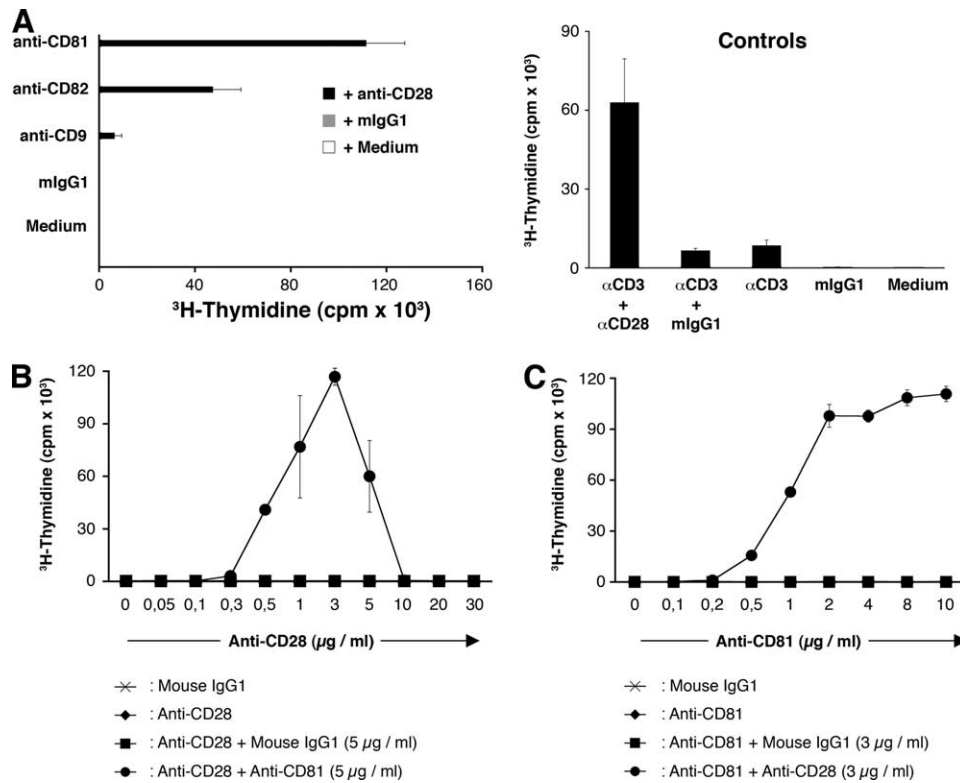 A
anti-CD81
anti-CD82
anti-CD9
mIgG1
Medium
+ anti-CD28
+ mIgG1
+ Medium
0 40 80 120 160
³H-Thymidine (cpm x 10³)
Controls
³H-Thymidine (cpm x 10³)
90
60
30
0
αCD3 + αCD28
αCD3 + mIgG1
αCD3
mIgG1
Medium
B
³H-Thymidine (cpm x 10³)
120
90
60
30
0
0 0,05 0,1 0,3 0,5 1 3 5 10 20 30
Anti-CD28 (µg / ml)
: Mouse IgG1
: Anti-CD28
: Anti-CD28 + Mouse IgG1 (5 µg / ml)
: Anti-CD28 + Anti-CD81 (5 µg / ml)
C
³H-Thymidine (cpm x 10³)
120
90
60
30
0
0 0,1 0,2 0,5 1 2 4 8 10
Anti-CD81 (µg / ml)
: Mouse IgG1
: Anti-CD81
: Anti-CD81 + Mouse IgG1 (3 µg / ml)
: Anti-CD81 + Anti-CD28 (3 µg / ml)